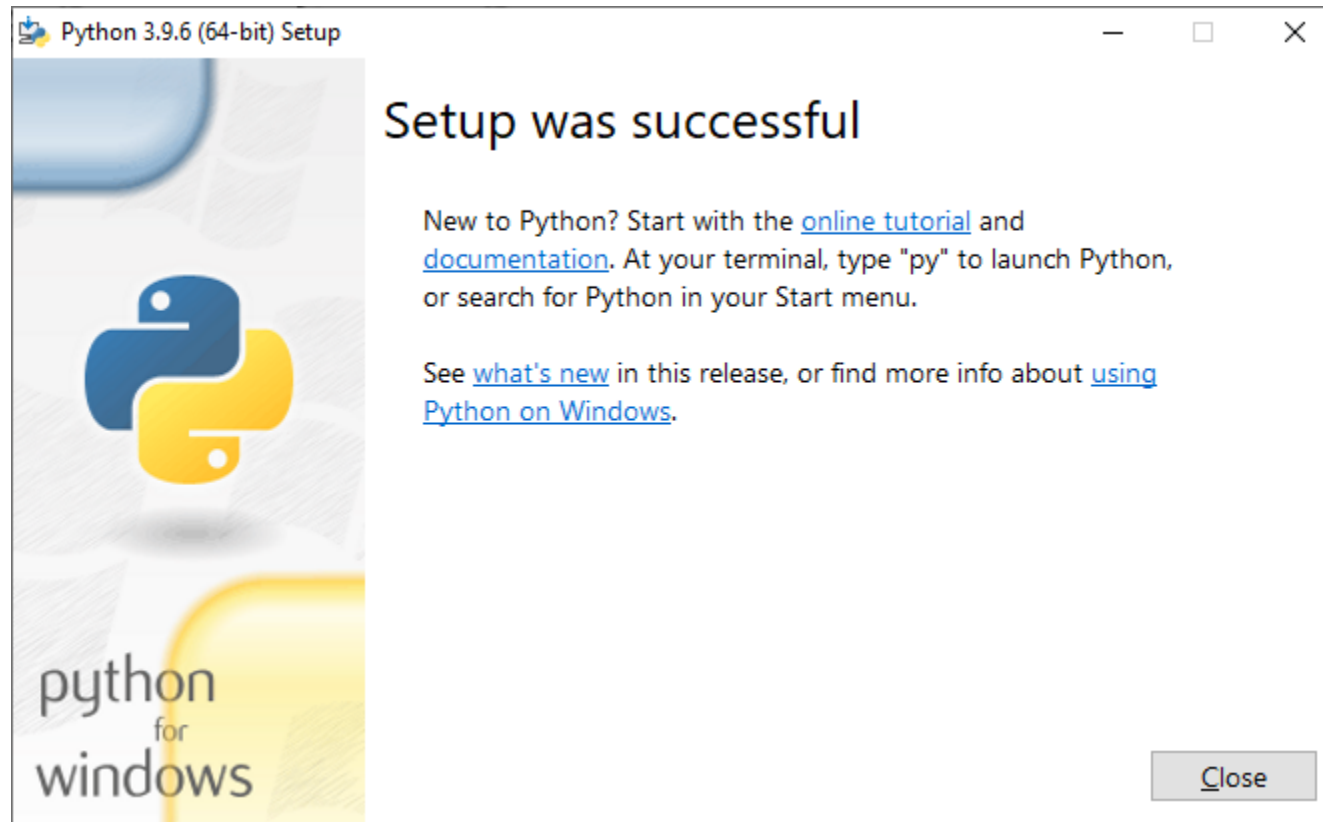 Python 3.9.6 (64-bit) Setup
Setup was successful
New to Python? Start with the online tutorial and
documentation. At your terminal, type "py" to launch Python,
or search for Python in your Start menu.
See what's new in this release, or find more info about using
Python on Windows.
python
for
windows
Close